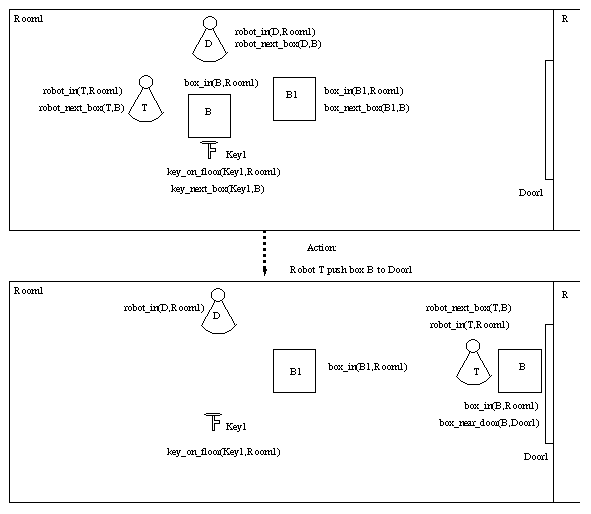 Room1
R
D
robot_in(D,Room1)
robot_next_box(D,B)
robot_in(T,Room1)
robot_next_box(T,B)
T
box_in(B,Room1)
B
B1
box_in(B1,Room1)
box_next_box(B1,B)
Key1
key_on_floor(Key1,Room1)
key_next_box(Key1,B)
Door1
Action:
Robot T push box B to Door1
Room1
R
robot_in(D,Room1)
D
robot_next_box(T,B)
robot_in(T,Room1)
B1
box_in(B1,Room1)
T
B
box_in(B,Room1)
box_near_door(B,Door1)
Key1
key_on_floor(Key1,Room1)
Door1